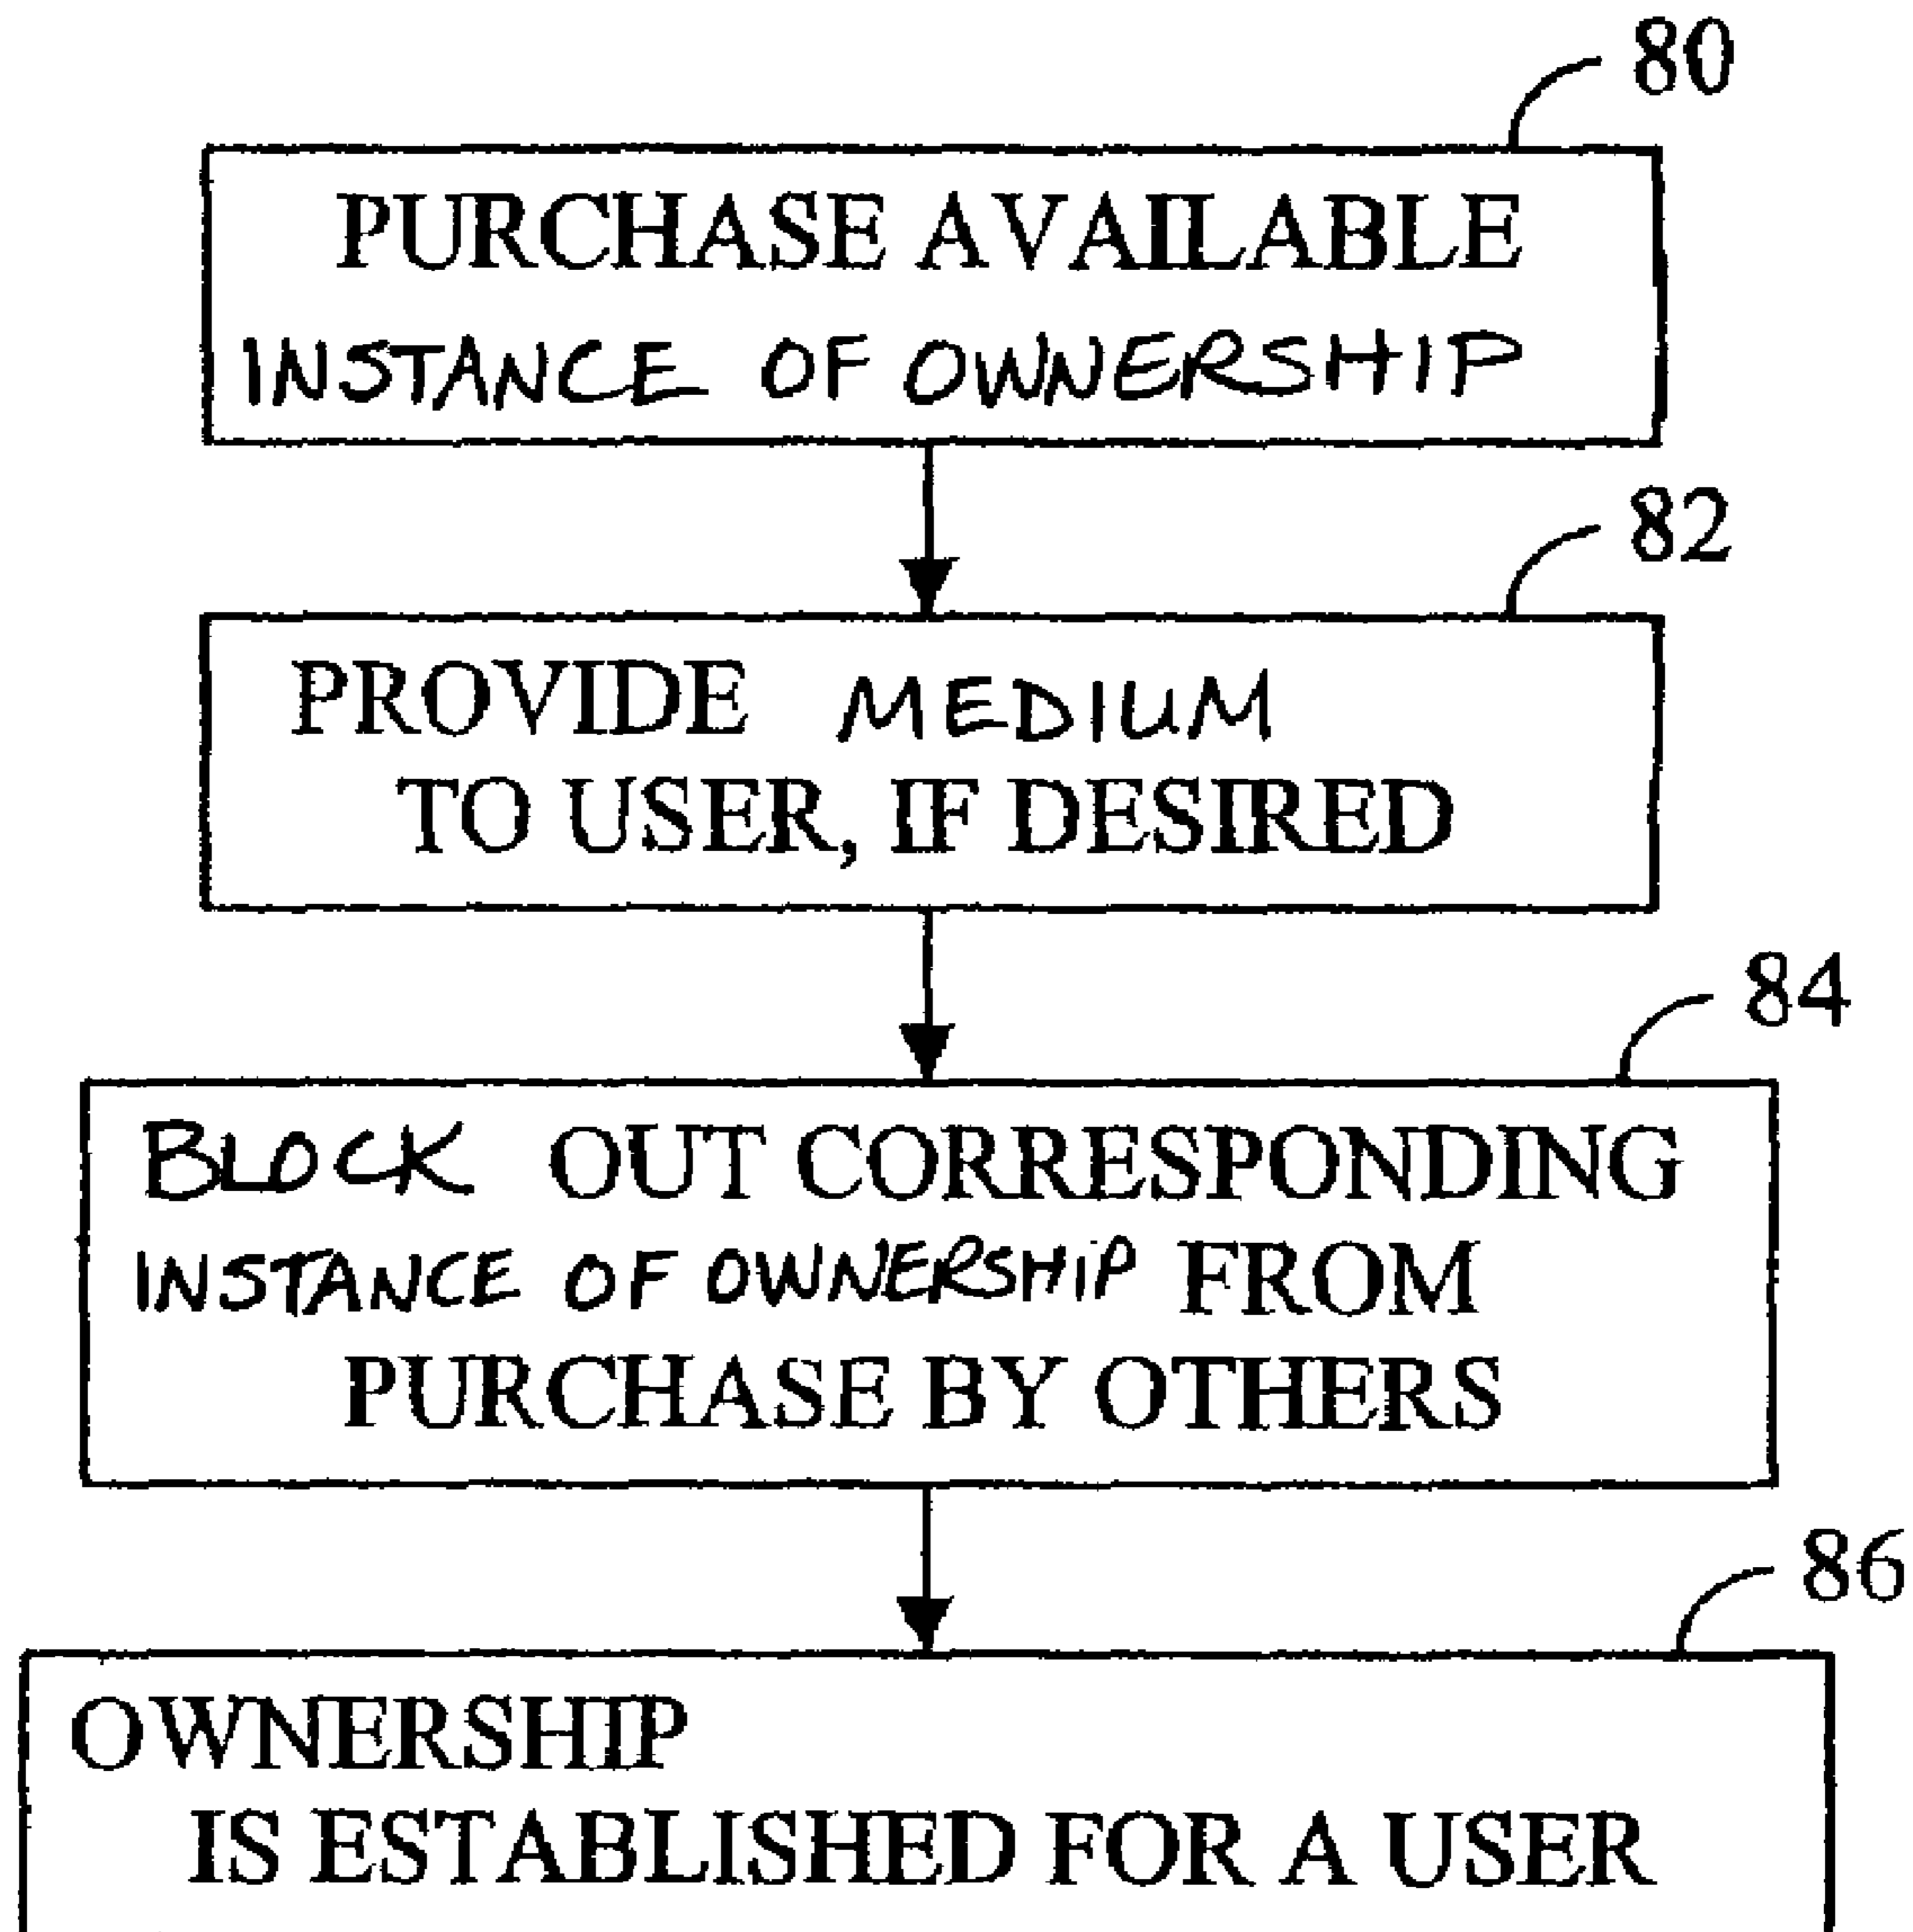 80
PURCHASE AVAILABLE
INSTANCE OF OWNERSHIP
82
PROVIDE MEDIUM
TO USER, IF DESIRED
84
BLOCK OUT CORRESPONDING
INSTANCE OF OWNERSHIP FROM
PURCHASE BY OTHERS
86
OWNERSHIP
IS ESTABLISHED FOR A USER